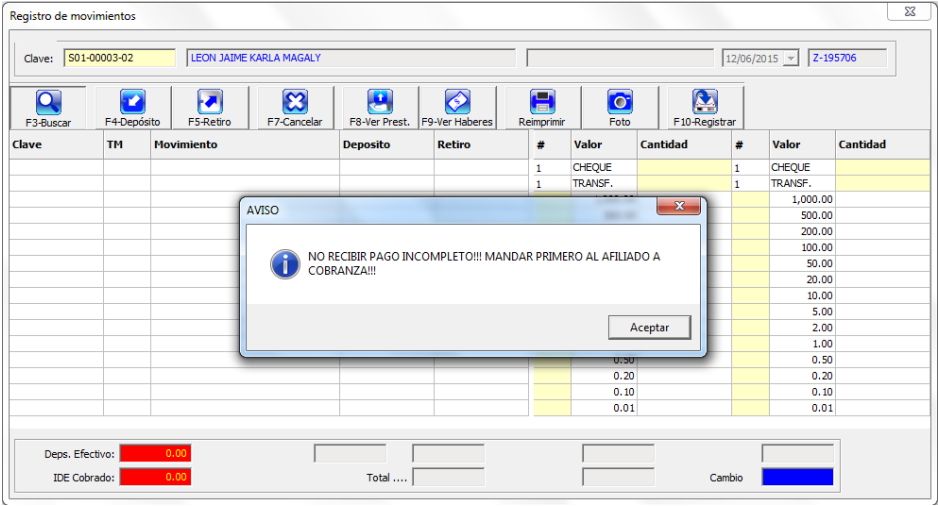 Registro de movimientos
Clave: S01-00003-02 LEON JAIME KARLA MAGALY 12/06/2015 Z-195706
F3-Buscar F4-Depósito F5-Retiro F7-Cancelar F8-Ver Prest. F9-Ver Haberes Reimprimir Foto F10-Registrar
Clave TM Movimiento Deposito Retiro # Valor Cantidad # Valor Cantidad
1 CHEQUE 1 CHEQUE
1 TRANSF. 1 TRANSF.
1,000.00
AVISO 500.00
200.00
NO RECIBIR PAGO INCOMPLETO!!! MANDAR PRIMERO AL AFILIADO A
COBRANZA!!!
100.00
50.00
20.00
10.00
5.00
Aceptar 2.00
1.00
0.50 0.50
0.20 0.20
0.10 0.10
0.01 0.01
Deps. Efectivo: 0.00
IDE Cobrado: 0.00 Total .... Cambio